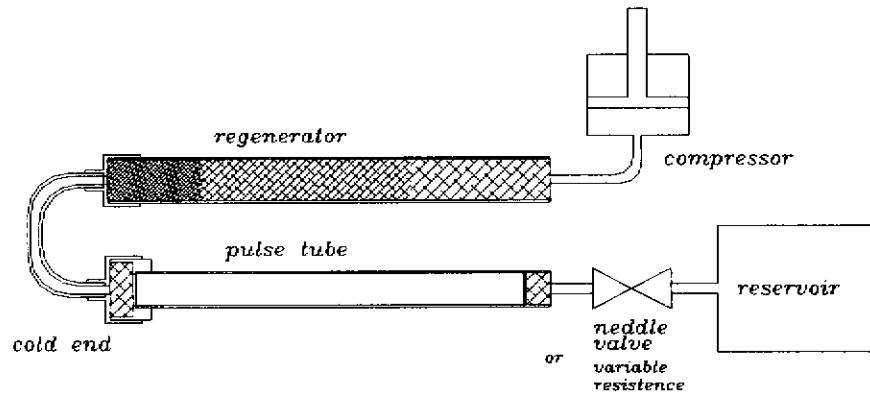 regenerator
compressor
pulse tube
reservoir
cold end
neddle
valve
or
variable
resistence